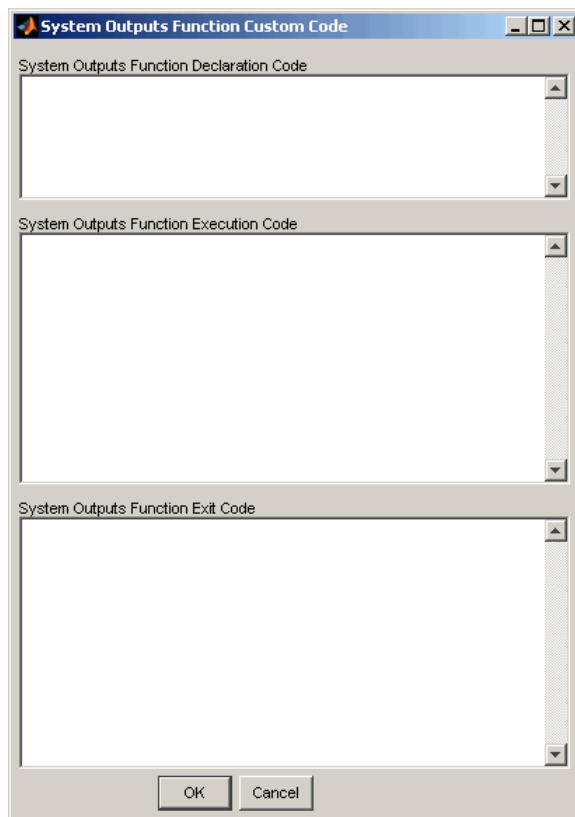 System Outputs Function Custom Code
System Outputs Function Declaration Code
System Outputs Function Execution Code
System Outputs Function Exit Code
OK Cancel